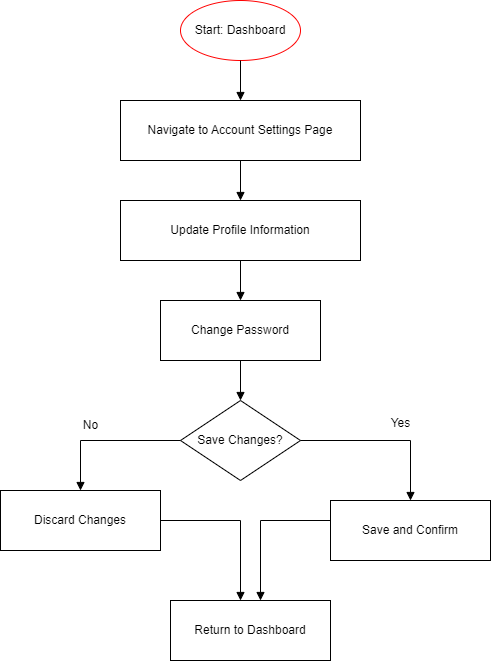 Start: Dashboard
Navigate to Account Settings Page
Update Profile Information
Change Password
Save Changes?
No
Yes
Discard Changes
Save and Confirm
Return to Dashboard